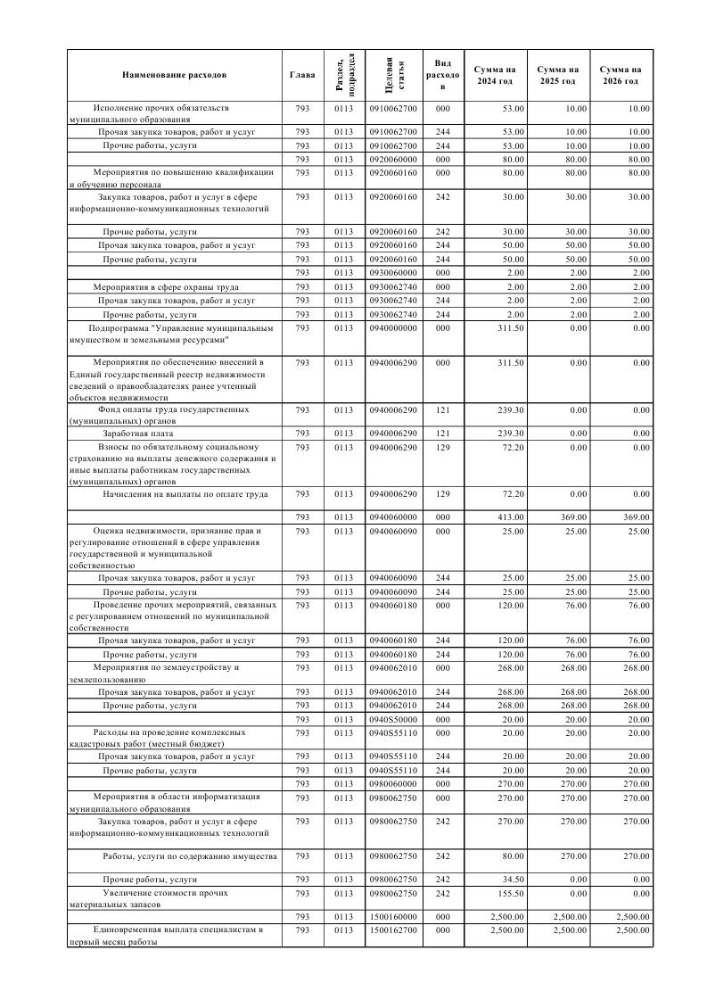 Наименование расходов Глава Раздел, подраздел Целевая статья Вид расходов Сумма на 2024 год Сумма на 2025 год Сумма на 2026 год
Исполнение прочих обязательств 793 0113 0910062700 000 53.00 10.00 10.00
муниципального образования
Прочая закупка товаров, работ и услуг 793 0113 0910062700 244 53.00 10.00 10.00
Прочие работы, услуги 793 0113 0910062700 244 53.00 10.00 10.00
793 0113 0920060000 000 80.00 80.00 80.00
Мероприятия по повышению квалификации 793 0113 0920060160 000 80.00 80.00 80.00
и обучению персонала
Закупка товаров, работ и услуг в сфере 793 0113 0920060160 242 30.00 30.00 30.00
информационно-коммуникационных технологий
Прочие работы, услуги 793 0113 0920060160 242 30.00 30.00 30.00
Прочая закупка товаров, работ и услуг 793 0113 0920060160 244 50.00 50.00 50.00
Прочие работы, услуги 793 0113 0920060160 244 50.00 50.00 50.00
793 0113 0930060000 000 2.00 2.00 2.00
Мероприятия в сфере охраны труда 793 0113 0930062740 000 2.00 2.00 2.00
Прочая закупка товаров, работ и услуг 793 0113 0930062740 244 2.00 2.00 2.00
Прочие работы, услуги 793 0113 0930062740 244 2.00 2.00 2.00
Подпрограмма "Управление муниципальным 793 0113 0940000000 000 311.50 0.00 0.00
имуществом и земельными ресурсами"
Мероприятия по обеспечению внесений в 793 0113 0940006290 000 311.50 0.00 0.00
Единый государственный реестр недвижимости
сведений о правообладателях ранее учтенный
объектов недвижимости
Фонд оплаты труда государственных 793 0113 0940006290 121 239.30 0.00 0.00
(муниципальных) органов
Заработная плата 793 0113 0940006290 121 239.30 0.00 0.00
Взносы по обязательному социальному 793 0113 0940006290 129 72.20 0.00 0.00
страхованию на выплаты денежного содержания и
иные выплаты работникам государственных
(муниципальных) органов
Начисления на выплаты по оплате труда 793 0113 0940006290 129 72.20 0.00 0.00
793 0113 0940060000 000 413.00 369.00 369.00
Оценка недвижимости, признание прав и 793 0113 0940060090 000 25.00 25.00 25.00
регулирование отношений в сфере управления
государственной и муниципальной
собственностью
Прочая закупка товаров, работ и услуг 793 0113 0940060090 244 25.00 25.00 25.00
Прочие работы, услуги 793 0113 0940060090 244 25.00 25.00 25.00
Проведение прочих мероприятий, связанных 793 0113 0940060180 000 120.00 76.00 76.00
с регулированием отношений по муниципальной
собственности
Прочая закупка товаров, работ и услуг 793 0113 0940060180 244 120.00 76.00 76.00
Прочие работы, услуги 793 0113 0940060180 244 120.00 76.00 76.00
Мероприятия по землеустройству и 793 0113 0940062010 000 268.00 268.00 268.00
землепользованию
Прочая закупка товаров, работ и услуг 793 0113 0940062010 244 268.00 268.00 268.00
Прочие работы, услуги 793 0113 0940062010 244 268.00 268.00 268.00
793 0113 0940S50000 000 20.00 20.00 20.00
Расходы на проведение комплексных 793 0113 0940S55110 000 20.00 20.00 20.00
кадастровых работ (местный бюджет)
Прочая закупка товаров, работ и услуг 793 0113 0940S55110 244 20.00 20.00 20.00
Прочие работы, услуги 793 0113 0940S55110 244 20.00 20.00 20.00
793 0113 0980060000 000 270.00 270.00 270.00
Мероприятия в области информатизация 793 0113 0980062750 000 270.00 270.00 270.00
муниципального образования
Закупка товаров, работ и услуг в сфере 793 0113 0980062750 242 270.00 270.00 270.00
информационно-коммуникационных технологий
Работы, услуги по содержанию имущества 793 0113 0980062750 242 80.00 270.00 270.00
Прочие работы, услуги 793 0113 0980062750 242 34.50 0.00 0.00
Увеличение стоимости прочих 793 0113 0980062750 242 155.50 0.00 0.00
материальных запасов
793 0113 1500160000 000 2,500.00 2,500.00 2,500.00
Единовременная выплата специалистам в 793 0113 1500162700 000 2,500.00 2,500.00 2,500.00
первый месяц работы